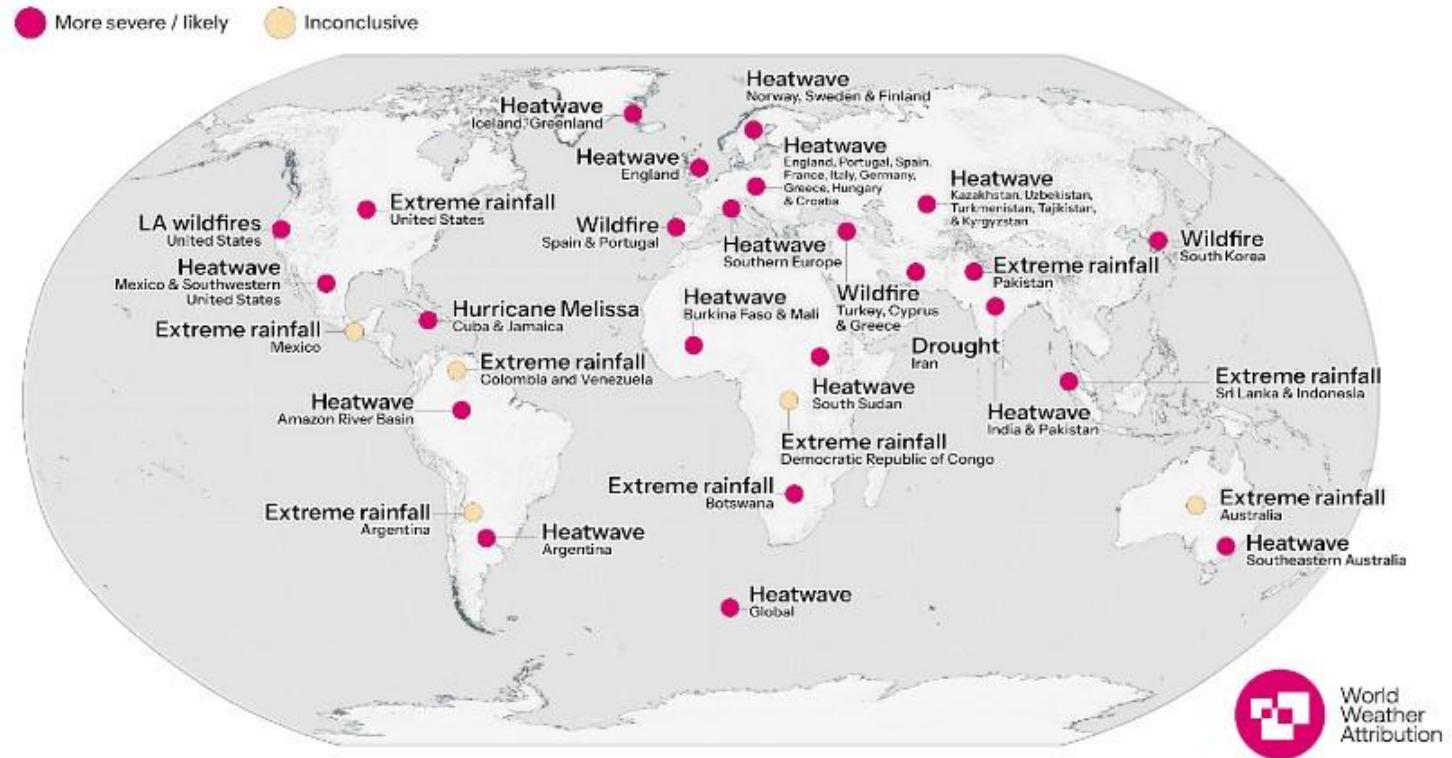 More severe / likely
Inconclusive
Heatwave
Norway, Sweden & Finland
Heatwave
Iceland, Greenland
Heatwave
England
Heatwave
England, Portugal, Spain,
France, Italy, Germany,
Greece, Hungary
& Croatia
Heatwave
Kazakhstan, Uzbekistan,
Turkmenistan, Tajikistan,
& Kyrgyzstan
Extreme rainfall
United States
LA wildfires
United States
Wildfire
Spain & Portugal
Heatwave
Southern Europe
Wildfire
South Korea
Heatwave
Mexico & Southwestern
United States
Extreme rainfall
Pakistan
Hurricane Melissa
Cuba & Jamaica
Heatwave
Burkina Faso & Mali
Wildfire
Turkey, Cyprus
& Greece
Extreme rainfall
Mexico
Drought
Iran
Extreme rainfall
Colombia and Venezuela
Heatwave
South Sudan
Extreme rainfall
Sri Lanka & Indonesia
Heatwave
Amazon River Basin
Heatwave
India & Pakistan
Extreme rainfall
Democratic Republic of Congo
Extreme rainfall
Botswana
Extreme rainfall
Argentina
Extreme rainfall
Australia
Heatwave
Argentina
Heatwave
Southeastern Australia
Heatwave
Global
World
Weather
Attribution